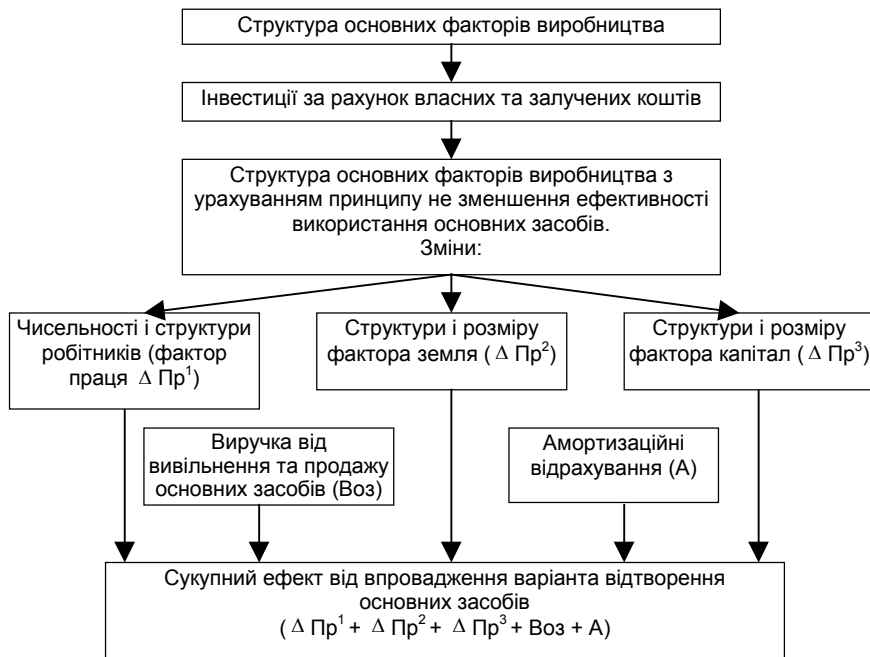 Структура основних факторів виробництва
Інвестиції за рахунок власних та залучених коштів
Структура основних факторів виробництва з
урахуванням принципу не зменшення ефективності
використання основних засобів.
Зміни:
Чисельності і структури
робітників (фактор
праця Δ Пр¹)
Структури і розміру
фактора земля ( Δ Пр²)
Структури і розміру
фактора капітал ( Δ Пр³)
Виручка від
вивільнення та продажу
основних засобів (Воз)
Амортизаційні
відрахування (А)
Сукупний ефект від впровадження варіанта відтворення
основних засобів
( Δ Пр¹ + Δ Пр² + Δ Пр³ + Воз + А)